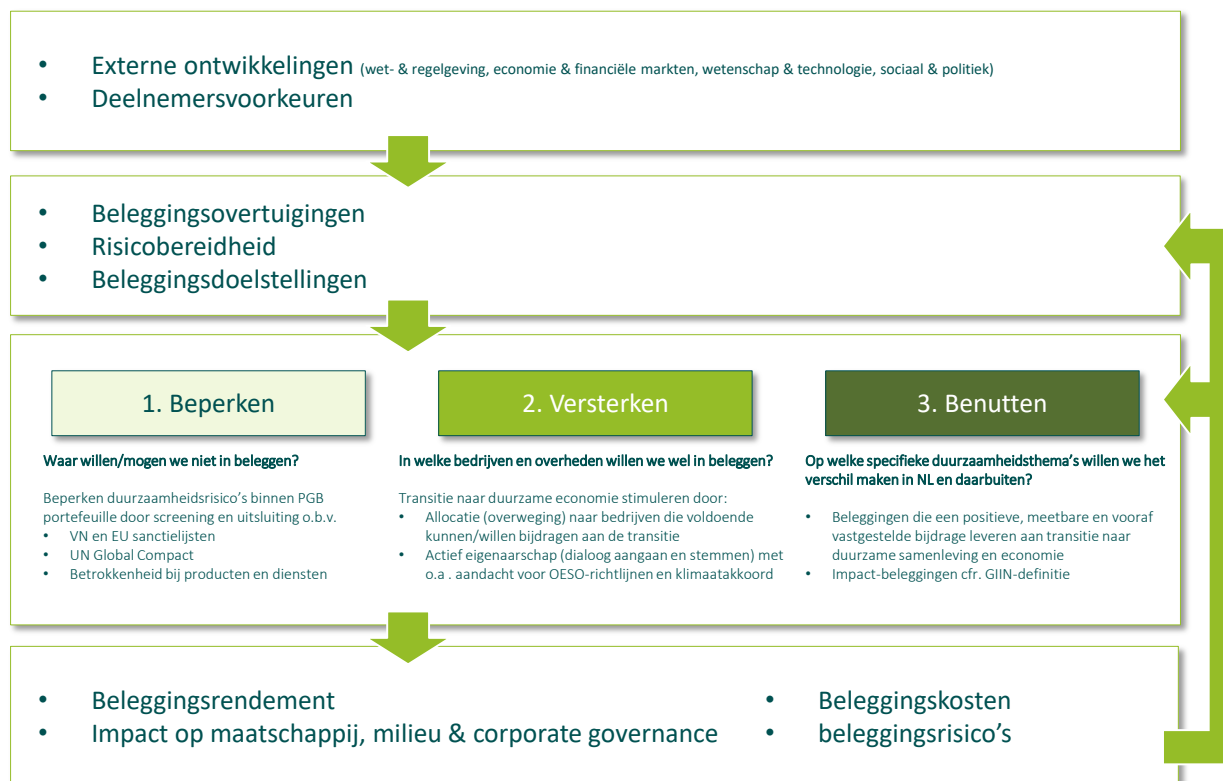 • Externe ontwikkelingen (wet- & regelgeving, economie & financiële markten, wetenschap & technologie, sociaal & politiek)
• Deelnemersvoorkeuren
• Beleggingsovertuigingen
• Risicobereidheid
• Beleggingsdoelstellingen
1. Beperken
Waar willen/mogen we niet in beleggen?
Beperken duurzaamheidsrisico's binnen PGB
portefeuille door screening en uitsluiting o.b.v.
• VN en EU sanctielijsten
• UN Global Compact
• Betrokkenheid bij producten en diensten
2. Versterken
In welke bedrijven en overheden willen we wel in beleggen?
Transitie naar duurzame economie stimuleren door:
• Allocatie (overweging) naar bedrijven die voldoende
kunnen/willen bijdragen aan de transitie
• Actief eigenaarschap (dialoog aangaan en stemmen) met
o.a . aandacht voor OESO-richtlijnen en klimaatakkoord
3. Benutten
Op welke specifieke duurzaamheidsthema's willen we het
verschil maken in NL en daarbuiten?
• Beleggingen die een positieve, meetbare en vooraf
vastgestelde bijdrage leveren aan transitie naar
duurzame samenleving en economie
• Impact-beleggingen cfr. GIIN-definitie
• Beleggingsrendement
• Impact op maatschappij, milieu & corporate governance
• Beleggingskosten
• beleggingsrisico's